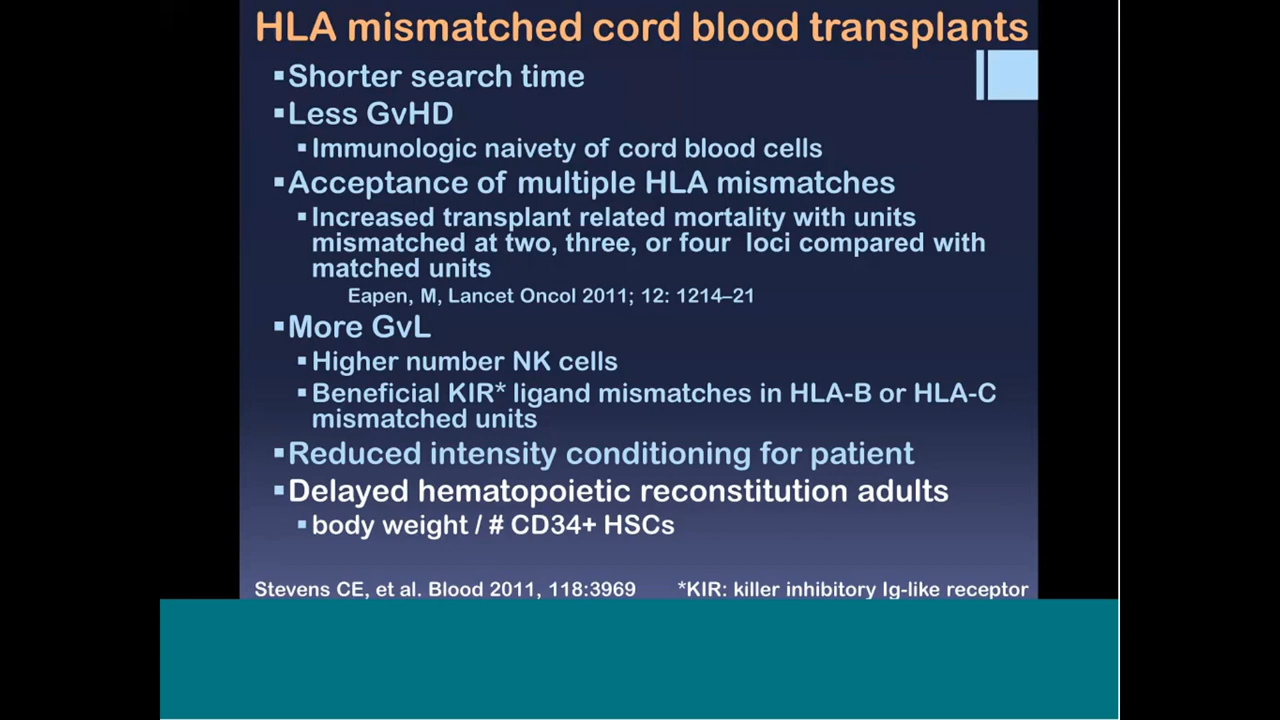 HLA mismatched cord blood transplants
▪Shorter search time
▪Less GvHD
▪Immunologic naivety of cord blood cells
▪Acceptance of multiple HLA mismatches
▪Increased transplant related mortality with units
mismatched at two, three, or four loci compared with
matched units
Eapen, M, Lancet Oncol 2011; 12: 1214–21
▪More GvL
▪Higher number NK cells
▪Beneficial KIR* ligand mismatches in HLA-B or HLA-C
mismatched units
▪Reduced intensity conditioning for patient
▪Delayed hematopoietic reconstitution adults
▪body weight / # CD34+ HSCs
Stevens CE, et al. Blood 2011, 118:3969 *KIR: killer inhibitory Ig-like receptor